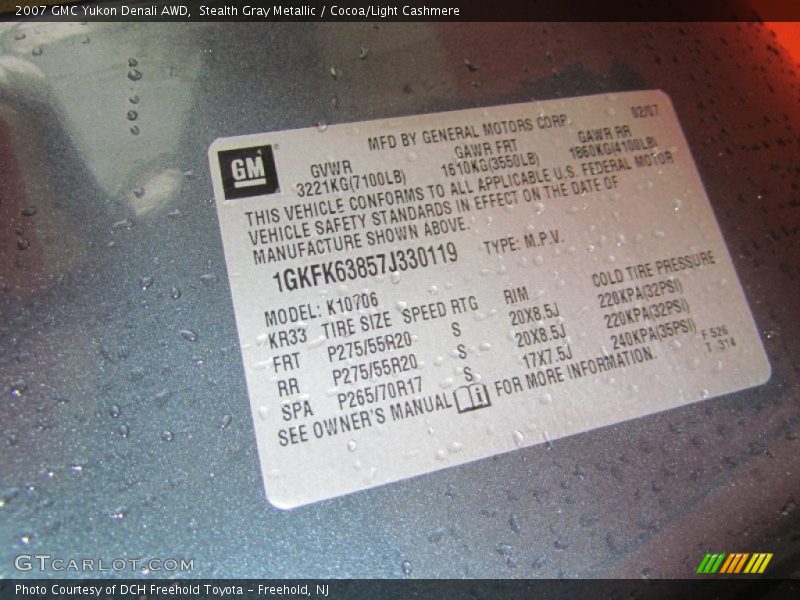 2007 GMC Yukon Denali AWD, Stealth Gray Metallic / Cocoa/Light Cashmere
GM
MFD BY GENERAL MOTORS CORP 02/07
GVWR GAWR FRT GAWR RR
3221KG(7100LB) 1610KG(3550LB) 1860KG(4100LB)
THIS VEHICLE CONFORMS TO ALL APPLICABLE U.S. FEDERAL MOTOR
VEHICLE SAFETY STANDARDS IN EFFECT ON THE DATE OF
MANUFACTURE SHOWN ABOVE.
1GKFK63857J330119 TYPE: M.P.V.
MODEL: K10706
KR33 TIRE SIZE SPEED RTG RIM COLD TIRE PRESSURE
FRT P275/55R20 S 20X8.5J 220KPA(32PSI)
RR P275/55R20 S 20X8.5J 220KPA(32PSI)
SPA P265/70R17 S 17X7.5J 240KPA(35PSI)
SEE OWNER'S MANUAL FOR MORE INFORMATION.
F 526
T 314
GTCARLOT.COM
Photo Courtesy of DCH Freehold Toyota - Freehold, NJ